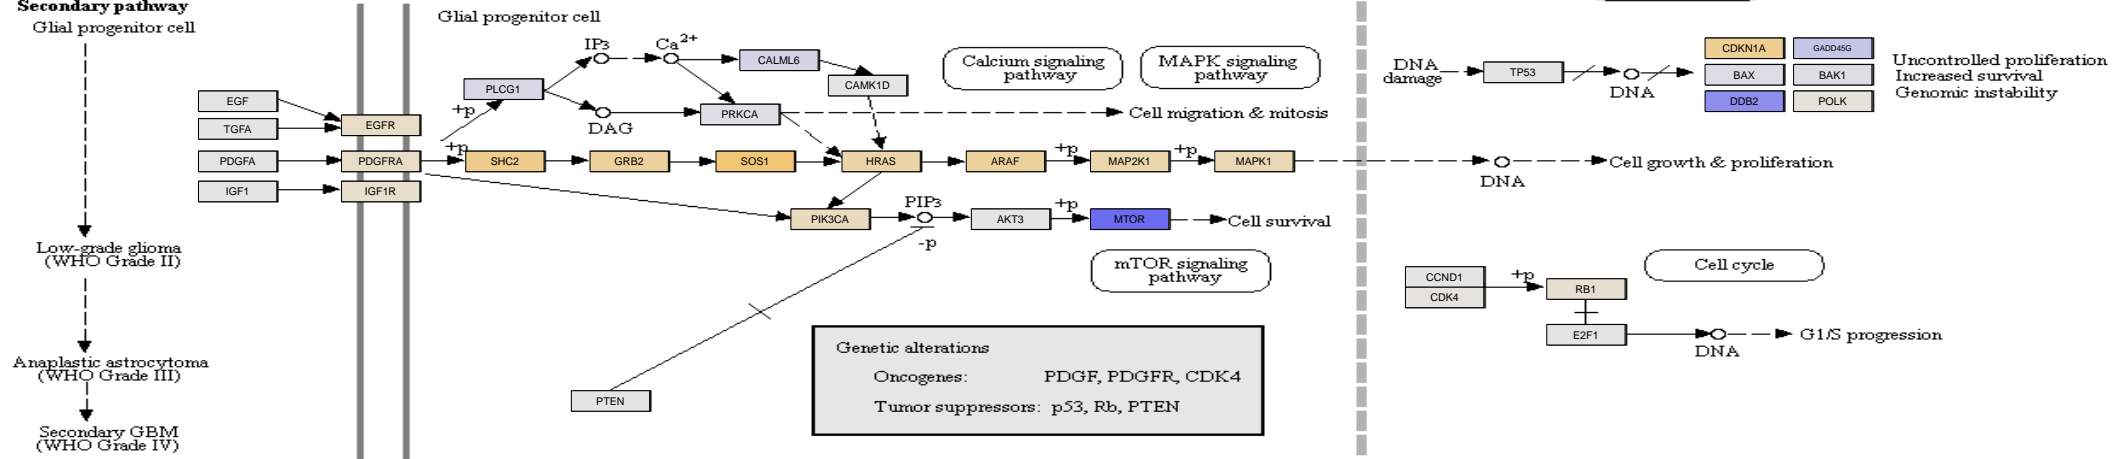 Secondary pathway
Glial progenitor cell
Low-grade glioma
(WHO Grade II)
Anaplastic astrocytoma
(WHO Grade III)
Secondary GBM
(WHO Grade IV)
EGF
TGFA
PDGFA
IGF1
EGFR
PDGFRA
IGF1R
Glial progenitor cell
+p
+p
PLCG1
IP3
Ca2+
DAG
CALML6
CAMK1D
PRKCA
Calcium signaling
pathway
MAPK signaling
pathway
Cell migration & mitosis
SHC2
GRB2
SOS1
HRAS
ARAF
+p
MAP2K1
+p
MAPK1
DNA
Cell growth & proliferation
PIK3CA
PIP3
-p
AKT3
+p
MTOR
Cell survival
mTOR signaling
pathway
PTEN
Genetic alterations
Oncogenes: PDGF, PDGFR, CDK4
Tumor suppressors: p53, Rb, PTEN
DNA
damage
TP53
DNA
CDKN1A
GADD45G
BAX
BAK1
DDB2
POLK
Uncontrolled proliferation
Increased survival
Genomic instability
Cell cycle
CCND1
CDK4
+p
RB1
E2F1
DNA
G1/S progression